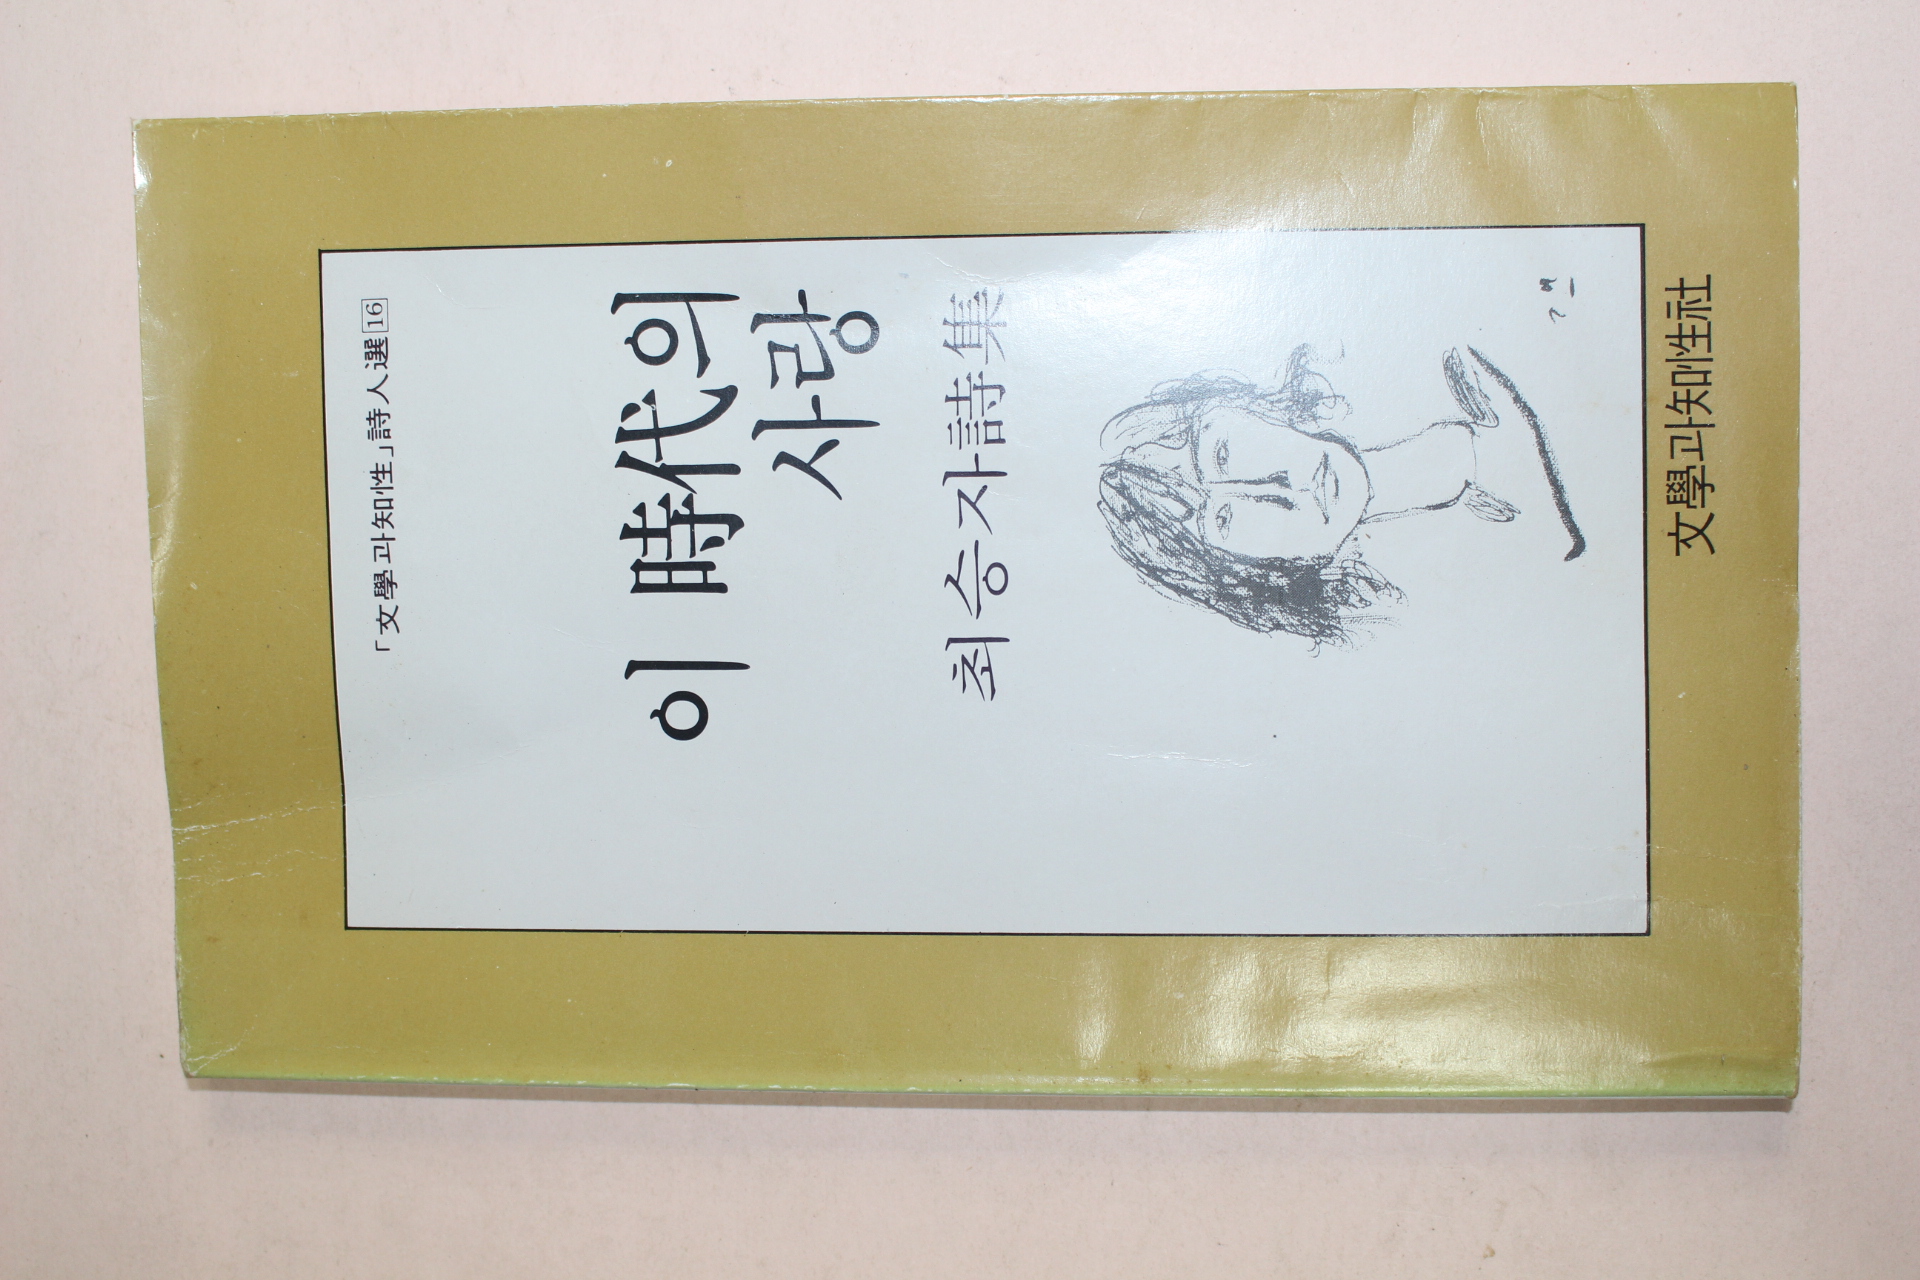 「文學과知性」詩人選 16
이 時代의
사랑
최승자詩集
文學과知性社